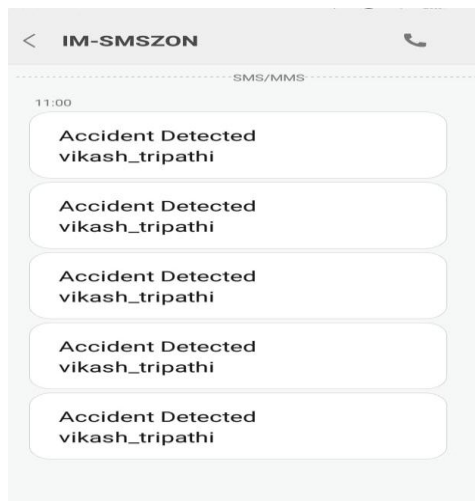 IM-SMSZON
SMS/MMS
11:00
Accident Detected
vikash_tripathi
Accident Detected
vikash_tripathi
Accident Detected
vikash_tripathi
Accident Detected
vikash_tripathi
Accident Detected
vikash_tripathi